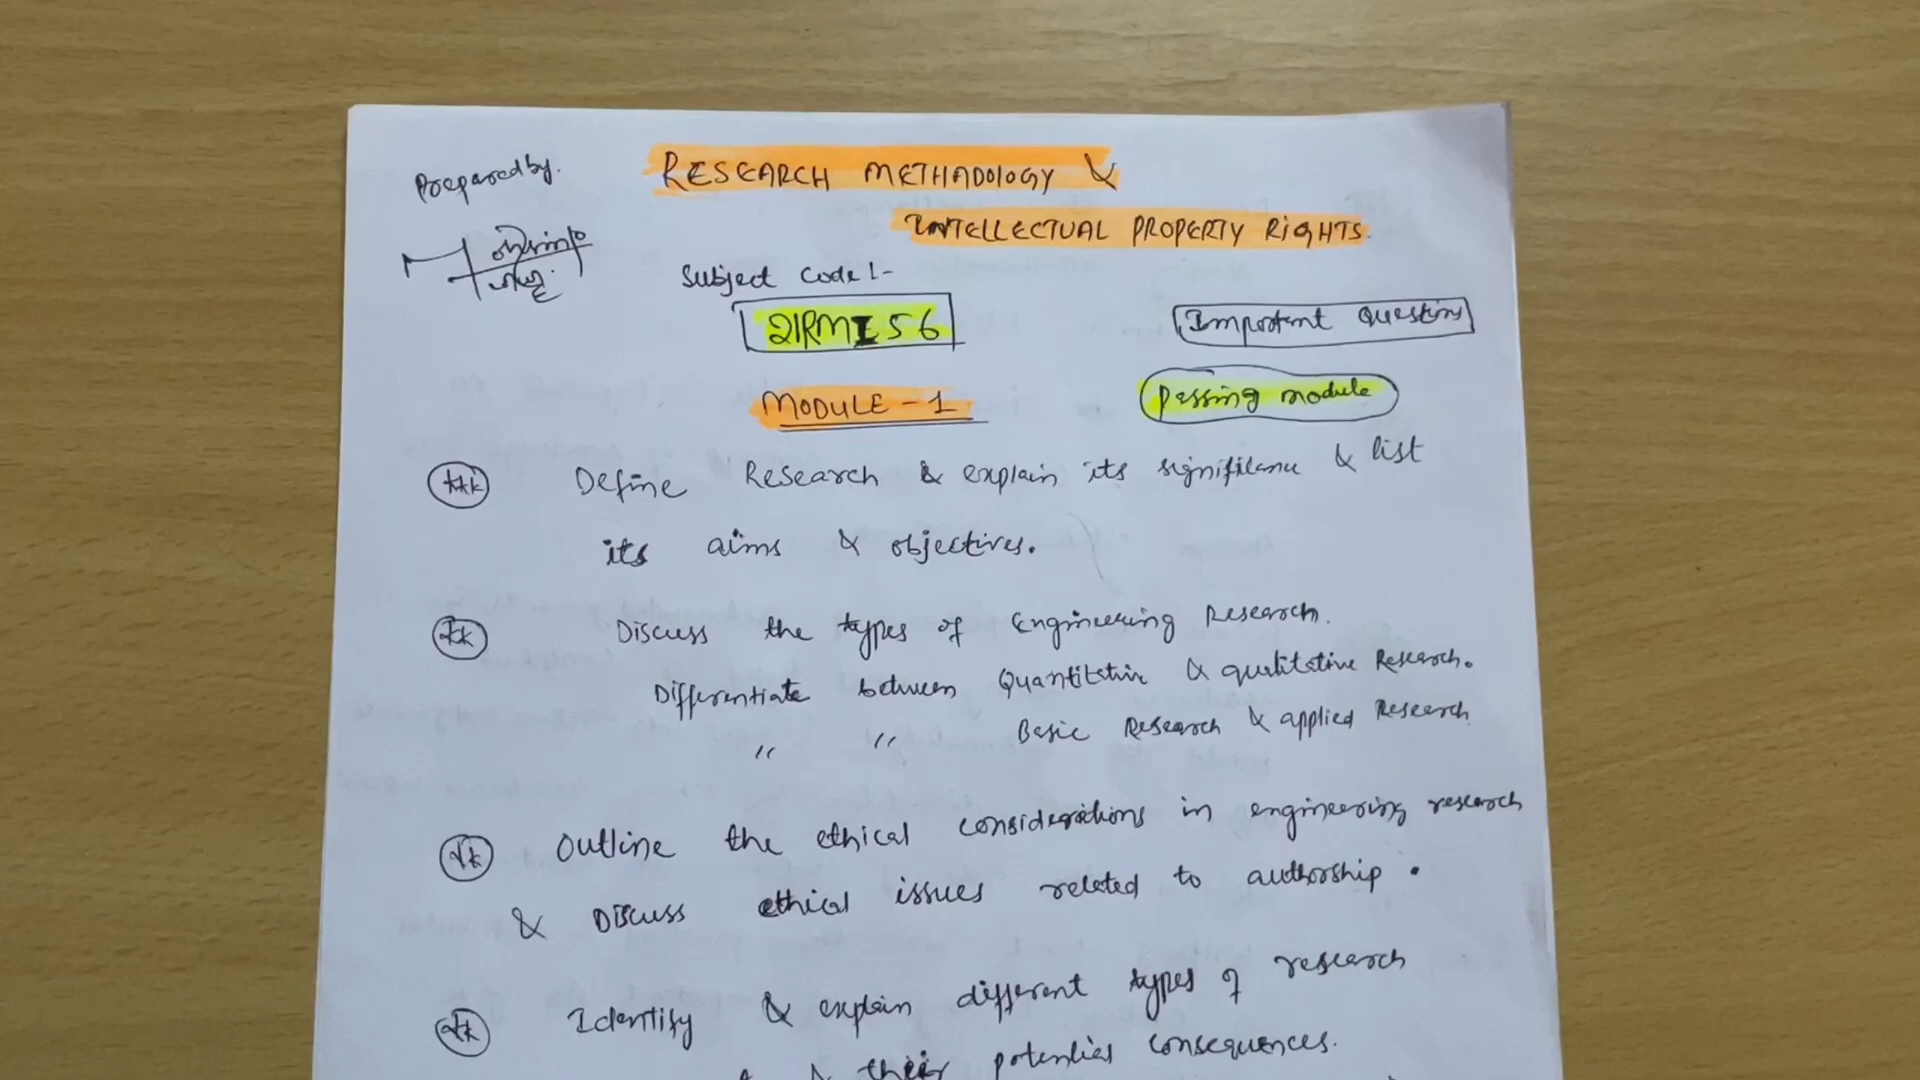 Prepared by.
RESEARCH METHADOLOGY &
INTELLECTUAL PROPERTY RIGHTS.
Subject Code :-
21RMI56
Important Questions
MODULE - 1
Passing module
Define Research & explain its significance & list
its aims & objectives.
Discuss the types of Engineering Research.
Differentiate between Quantitative & qualitative Research.
" " Basic Research & applied Research
Outline the ethical considerations in engineering research
& Discuss ethical issues related to authorship.
Identify & explain different types of research
& their potential consequences.